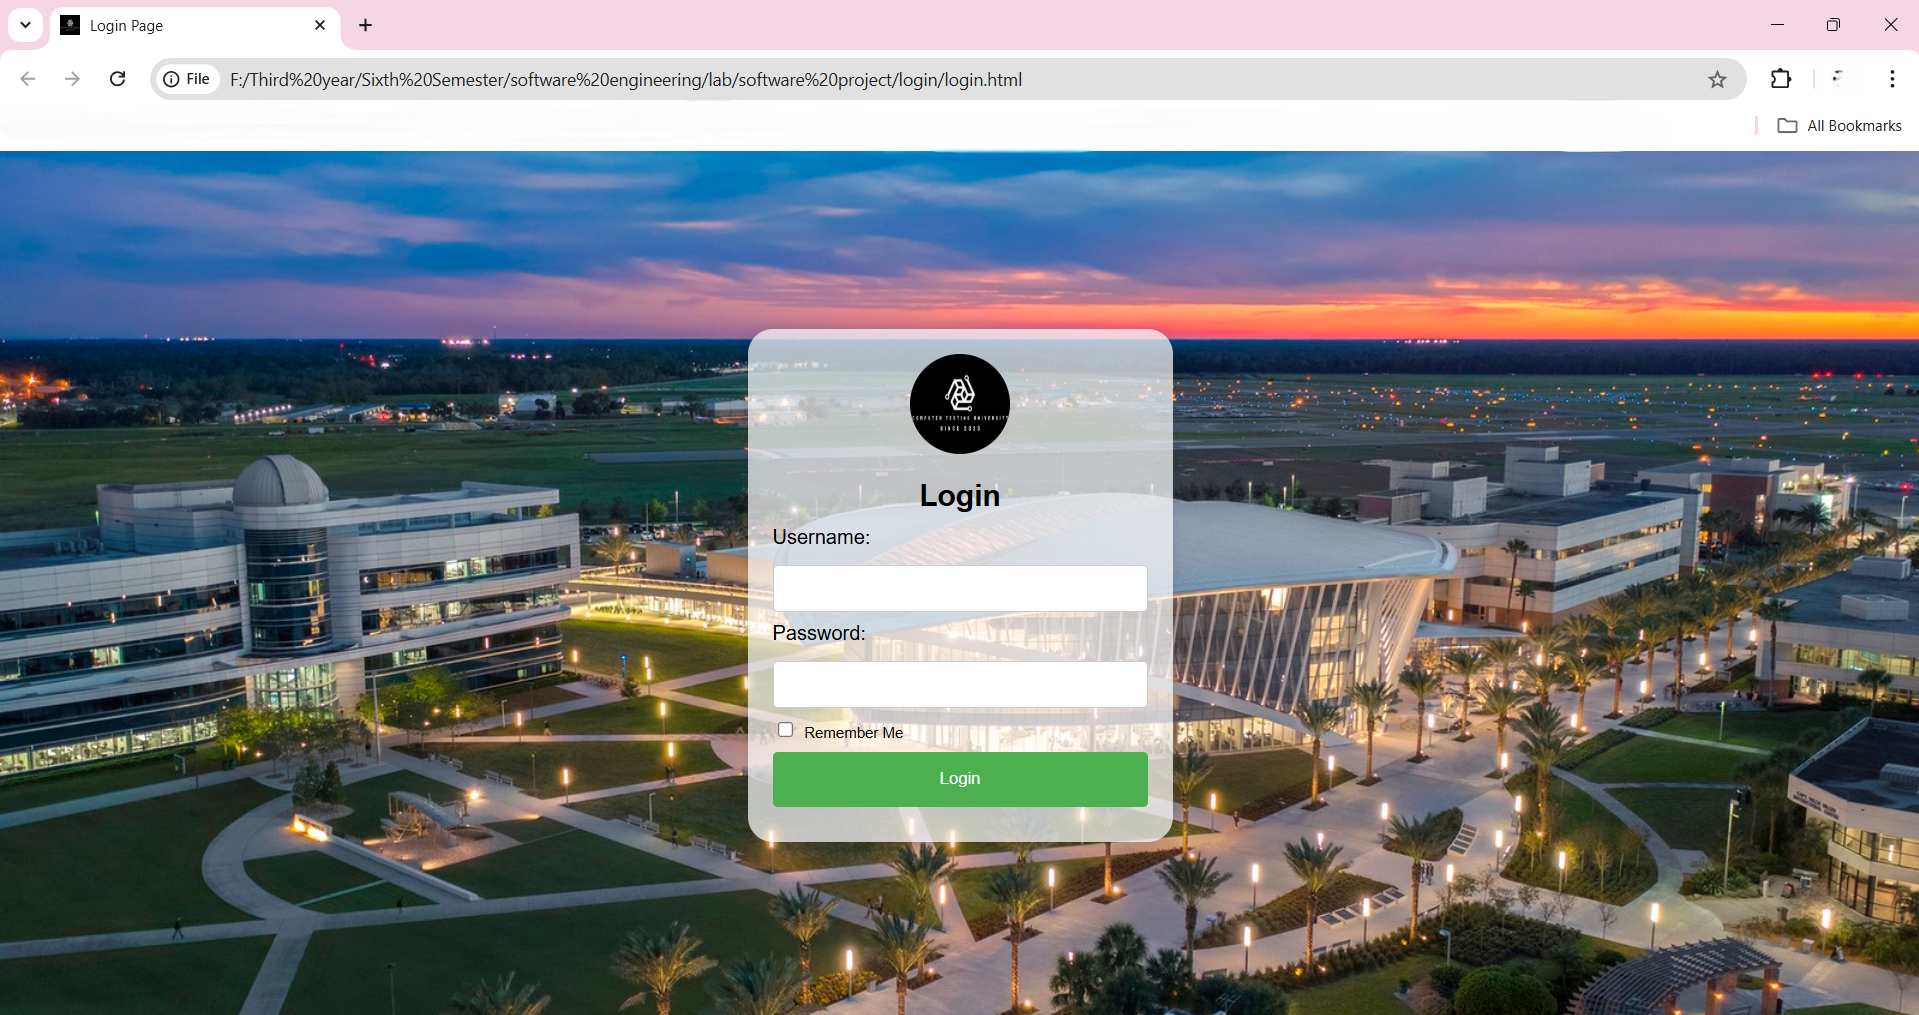 Login Page
File
F:/Third%20year/Sixth%20Semester/software%20engineering/lab/software%20project/login/login.html
All Bookmarks
COMPUTER TESTING UNIVERSITY
SINCE 2020
Login
Username:
Password:
Remember Me
Login